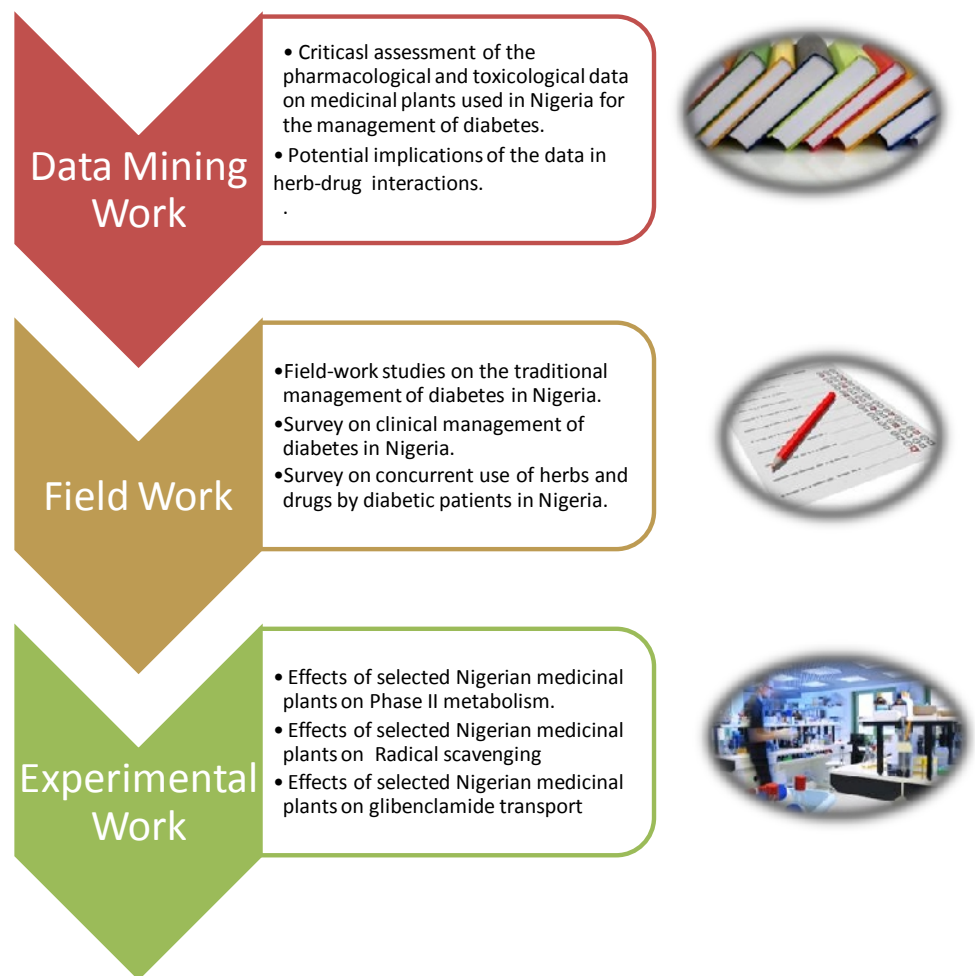 Data Mining
Work
• Criticasl assessment of the
pharmacological and toxicological data
on medicinal plants used in Nigeria for
the management of diabetes.
• Potential implications of the data in
herb-drug interactions.
.
Field Work
•Field-work studies on the traditional
management of diabetes in Nigeria.
•Survey on clinical management of
diabetes in Nigeria.
•Survey on concurrent use of herbs and
drugs by diabetic patients in Nigeria.
Experimental
Work
• Effects of selected Nigerian medicinal
plants on Phase II metabolism.
• Effects of selected Nigerian medicinal
plants on Radical scavenging
• Effects of selected Nigerian medicinal
plants on glibenclamide transport